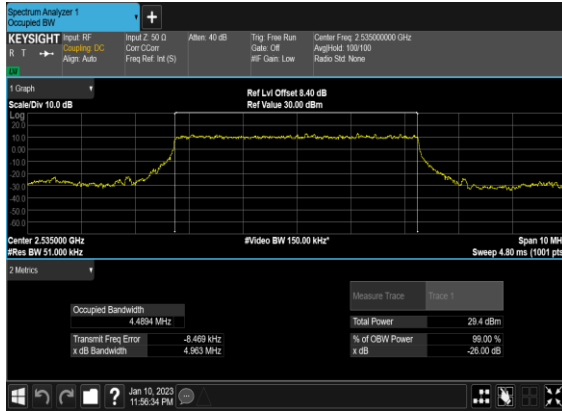 Spectrum Analyzer 1
Occupied BW
+
KEYSIGHT Input: RF Input Z: 50 Ω Atten: 40 dB Trig: Free Run Center Freq: 2.535000000 GHz
R T Coupling: DC Corr CCorr Gate: Off Avg|Hold: 100/100
Align: Auto Freq Ref: Int (S) #IF Gain: Low Radio Std: None
LU
1 Graph
Ref Lvl Offset 8.40 dB
Scale/Div 10.0 dB Ref Value 30.00 dBm
Log
20.0
10.0
0.00
-10.0
-20.0
-30.0
-40.0
-50.0
-60.0
Center 2.535000 GHz #Video BW 150.00 kHz* Span 10 MH
#Res BW 51.000 kHz Sweep 4.80 ms (1001 pts
2 Metrics
Measure Trace Trace 1
Occupied Bandwidth
4.4894 MHz
Total Power 29.4 dBm
Transmit Freq Error -8.469 kHz % of OBW Power 99.00 %
x dB Bandwidth 4.963 MHz x dB -26.00 dB
?
Jan 10, 2023
11:56:34 PM